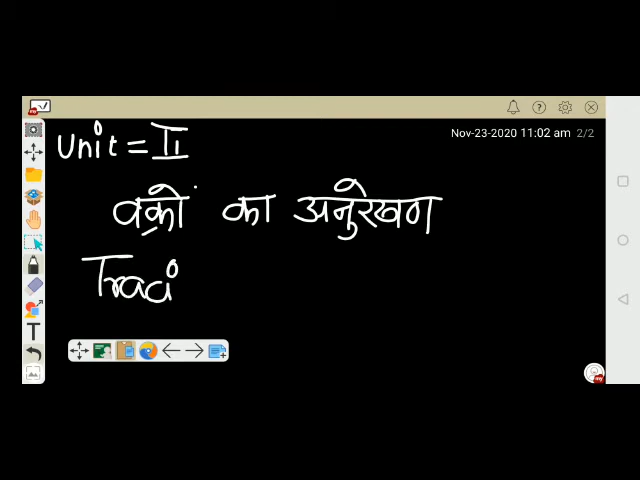 Nov-23-2020 11:02 am 2/2
Unit = II
वक्रों का अनुरेखण
Traci